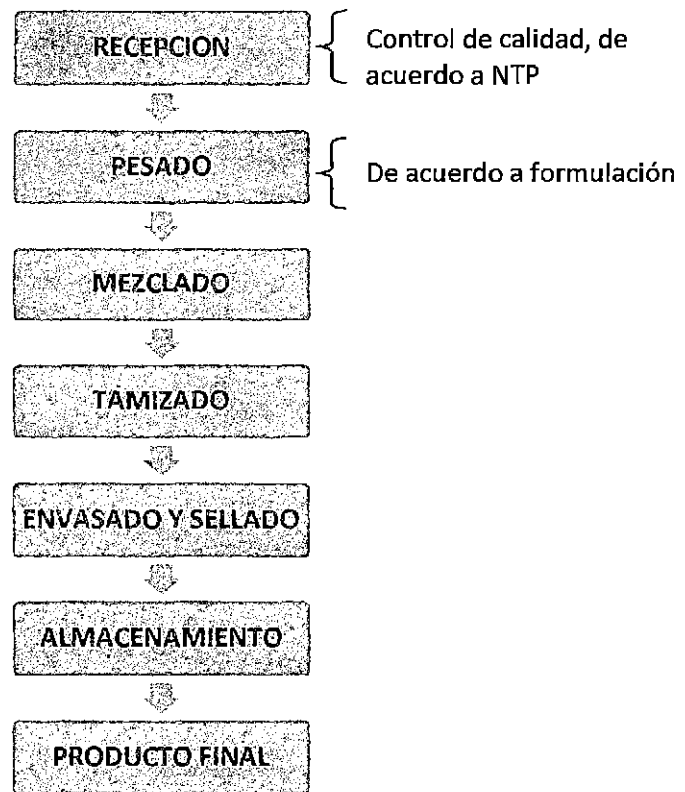 RECEPCION
Control de calidad, de
acuerdo a NTP
PESADO
De acuerdo a formulación
MEZCLADO
TAMIZADO
ENVASADO Y SELLADO
ALMACENAMIENTO
PRODUCTO FINAL